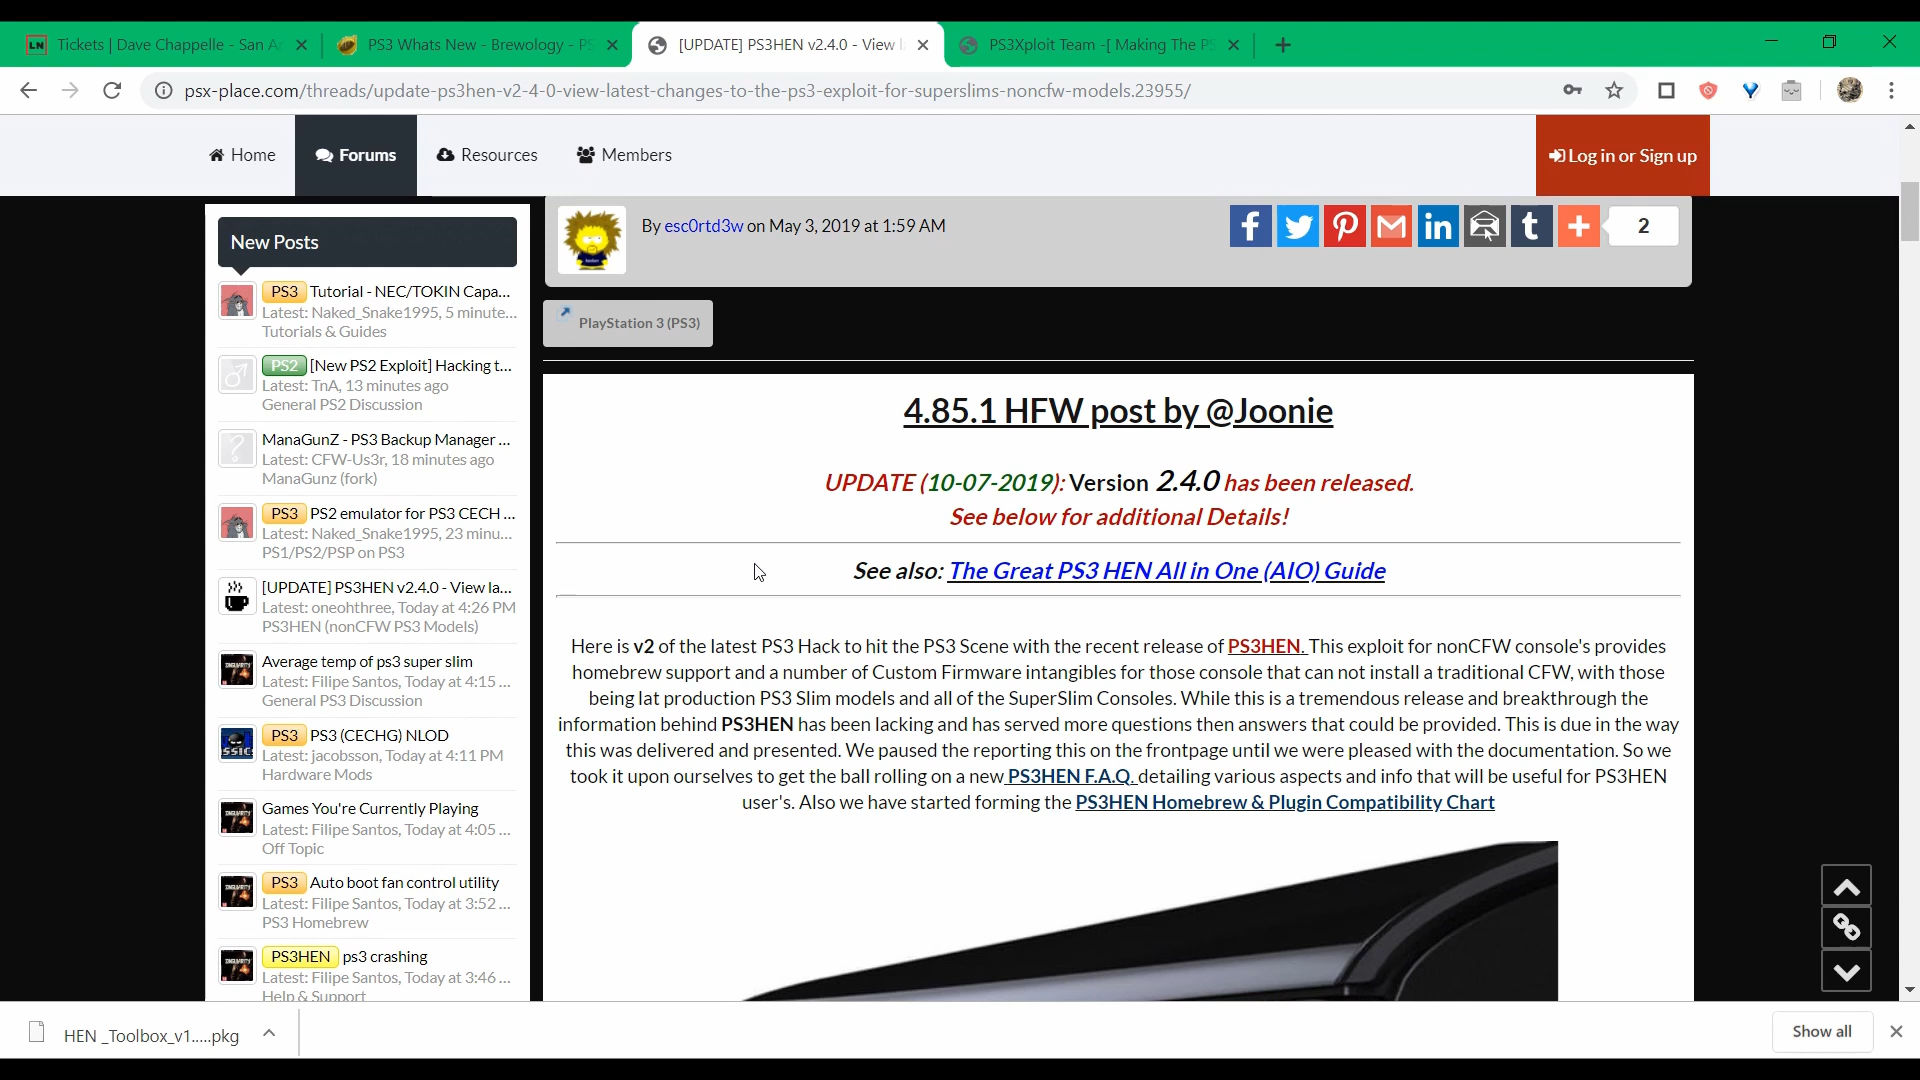 LN Tickets | Dave Chappelle - San A
PS3 Whats New - Brewology - PS
[UPDATE] PS3HEN v2.4.0 - View l
PS3Xploit Team -[ Making The PS
psx-place.com/threads/update-ps3hen-v2-4-0-view-latest-changes-to-the-ps3-exploit-for-superslims-noncfw-models.23955/
Home
Forums
Resources
Members
Log in or Sign up
New Posts
PS3 Tutorial - NEC/TOKIN Capa...
Latest: Naked_Snake1995, 5 minute...
Tutorials & Guides
PS2 [New PS2 Exploit] Hacking t...
Latest: TnA, 13 minutes ago
General PS2 Discussion
ManaGunZ - PS3 Backup Manager ...
Latest: CFW-Us3r, 18 minutes ago
ManaGunz (fork)
PS3 PS2 emulator for PS3 CECH ...
Latest: Naked_Snake1995, 23 minu...
PS1/PS2/PSP on PS3
[UPDATE] PS3HEN v2.4.0 - View la...
Latest: oneohthree, Today at 4:26 PM
PS3HEN (nonCFW PS3 Models)
Average temp of ps3 super slim
Latest: Filipe Santos, Today at 4:15 ...
General PS3 Discussion
PS3 PS3 (CECHG) NLOD
Latest: jacobsson, Today at 4:11 PM
Hardware Mods
Games You're Currently Playing
Latest: Filipe Santos, Today at 4:05 ...
Off Topic
PS3 Auto boot fan control utility
Latest: Filipe Santos, Today at 3:52 ...
PS3 Homebrew
PS3HEN ps3 crashing
Latest: Filipe Santos, Today at 3:46 ...
Help & Support
By esc0rtd3w on May 3, 2019 at 1:59 AM
2
PlayStation 3 (PS3)
4.85.1 HFW post by @Joonie
UPDATE (10-07-2019): Version 2.4.0 has been released.
See below for additional Details!
See also: The Great PS3 HEN All in One (AIO) Guide
Here is v2 of the latest PS3 Hack to hit the PS3 Scene with the recent release of PS3HEN. This exploit for nonCFW console's provides
homebrew support and a number of Custom Firmware intangibles for those console that can not install a traditional CFW, with those
being lat production PS3 Slim models and all of the SuperSlim Consoles. While this is a tremendous release and breakthrough the
information behind PS3HEN has been lacking and has served more questions then answers that could be provided. This is due in the way
this was delivered and presented. We paused the reporting this on the frontpage until we were pleased with the documentation. So we
took it upon ourselves to get the ball rolling on a new PS3HEN F.A.Q. detailing various aspects and info that will be useful for PS3HEN
user's. Also we have started forming the PS3HEN Homebrew & Plugin Compatibility Chart
HEN _Toolbox_v1.....pkg
Show all